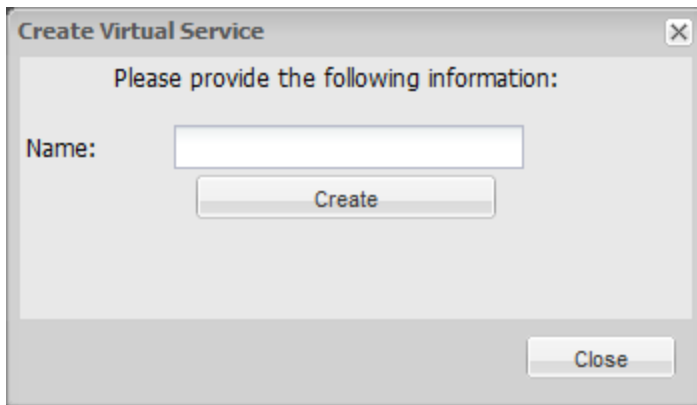 Create Virtual Service
Please provide the following information:
Name:
Create
Close